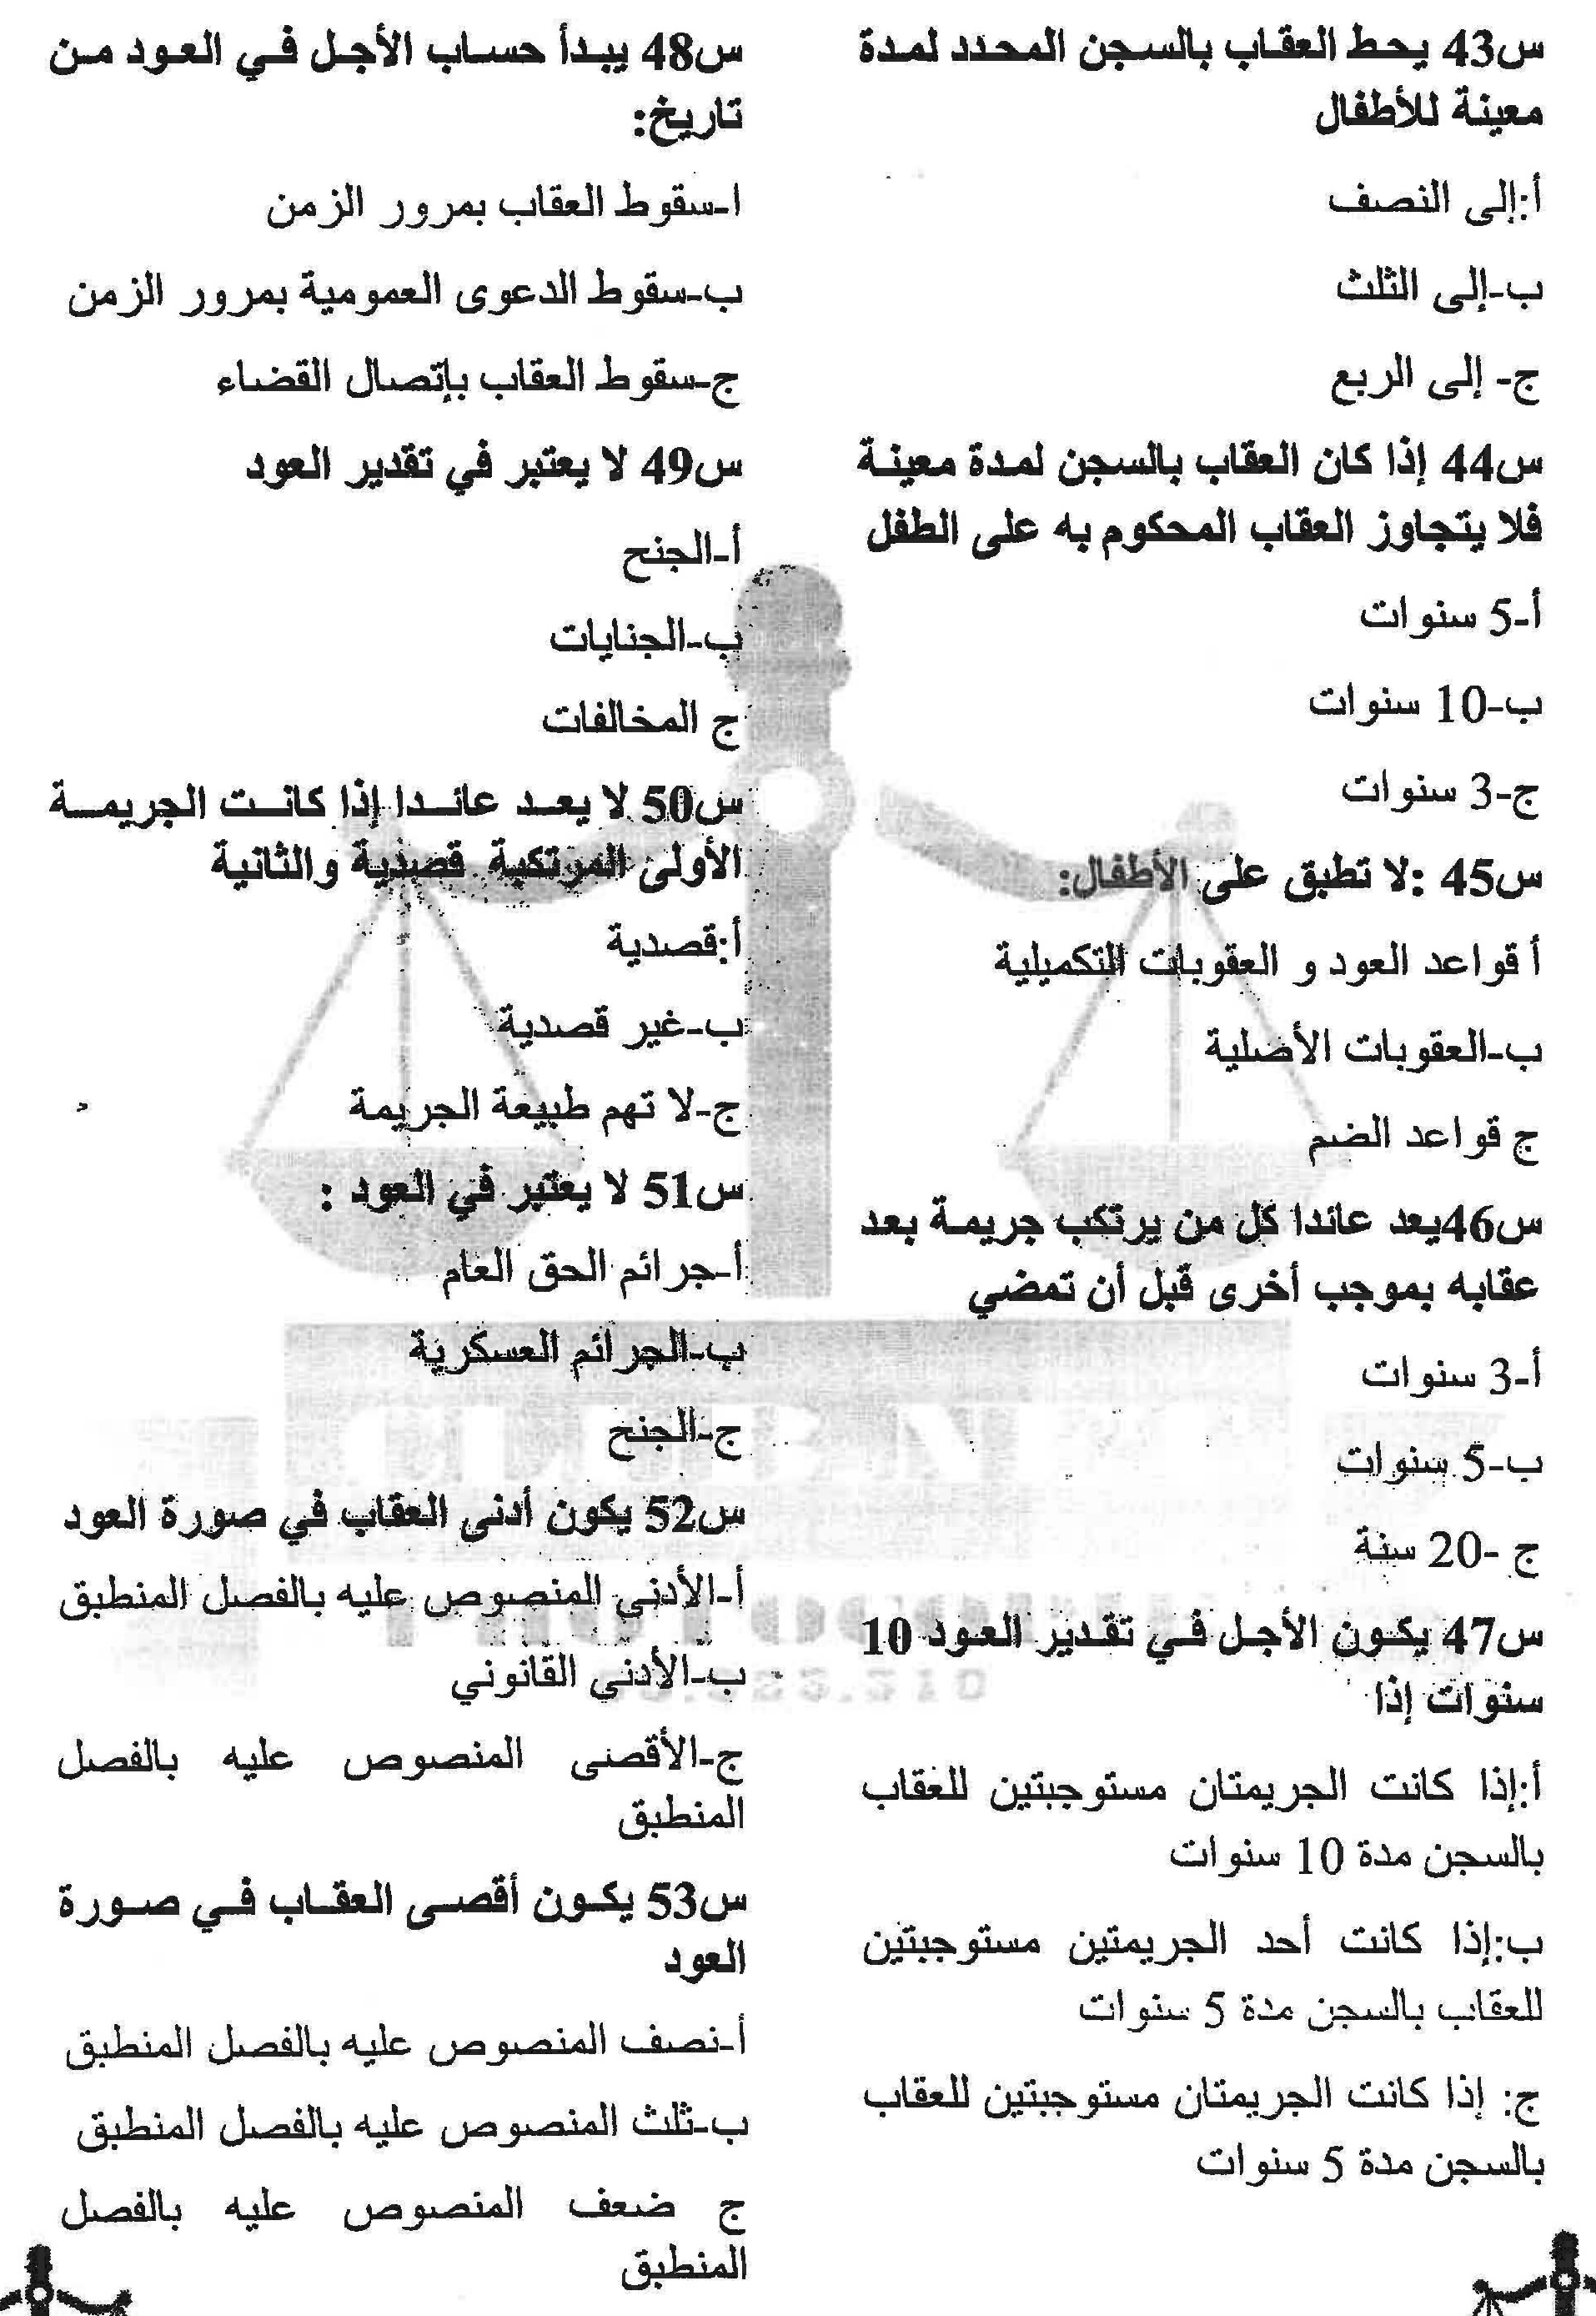 س43 يحط العقاب بالسجن المحدد لمدة
معينة للأطفال
أ:إلى النصف
ب-إلى الثلث
ج- إلى الربع
س44 إذا كان العقاب بالسجن لمدة معينة
فلا يتجاوز العقاب المحكوم به على الطفل
أ-5 سنوات
ب-10 سنوات
ج-3 سنوات
س45 :لا تطبق على الأطفال:
أ قواعد العود و العقوبات التكميلية
ب-العقوبات الأصلية
ج قواعد الضم
س46يعد عائدا كل من يرتكب جريمة بعد
عقابه بموجب أخرى قبل أن تمضي
أ-3 سنوات
ب-5 سنوات
ج -20 سنة
س47 يكون الأجل في تقدير العود 10
سنوات إذا
أ:إذا كانت الجريمتان مستوجبتين للعقاب
بالسجن مدة 10 سنوات
ب:إذا كانت أحد الجريمتين مستوجبتين
للعقاب بالسجن مدة 5 سنوات
ج: إذا كانت الجريمتان مستوجبتين للعقاب
بالسجن مدة 5 سنوات
س48 يبدأ حساب الأجل في العود من
تاريخ:
ا-سقوط العقاب بمرور الزمن
ب-سقوط الدعوى العمومية بمرور الزمن
ج-سقوط العقاب بإتصال القضاء
س49 لا يعتبر في تقدير العود
أ-الجنح
ب-الجنايات
ج المخالفات
س50 لا يعد عائدا إذا كانت الجريمة
الأولى المرتكبة قصدية والثانية
أ:قصدية
ب-غير قصدية
ج-لا تهم طبيعة الجريمة
س51 لا يعتبر في العود :
أ-جرائم الحق العام
ب-الجرائم العسكرية
ج-الجنح
س52 يكون أدنى العقاب في صورة العود
أ-الأدنى المنصوص عليه بالفصل المنطبق
ب-الأدنى القانوني
ج-الأقصى المنصوص عليه بالفصل
المنطبق
س53 يكون أقصى العقاب في صورة
العود
أ-نصف المنصوص عليه بالفصل المنطبق
ب-ثلث المنصوص عليه بالفصل المنطبق
ج ضعف المنصوص عليه بالفصل
المنطبق